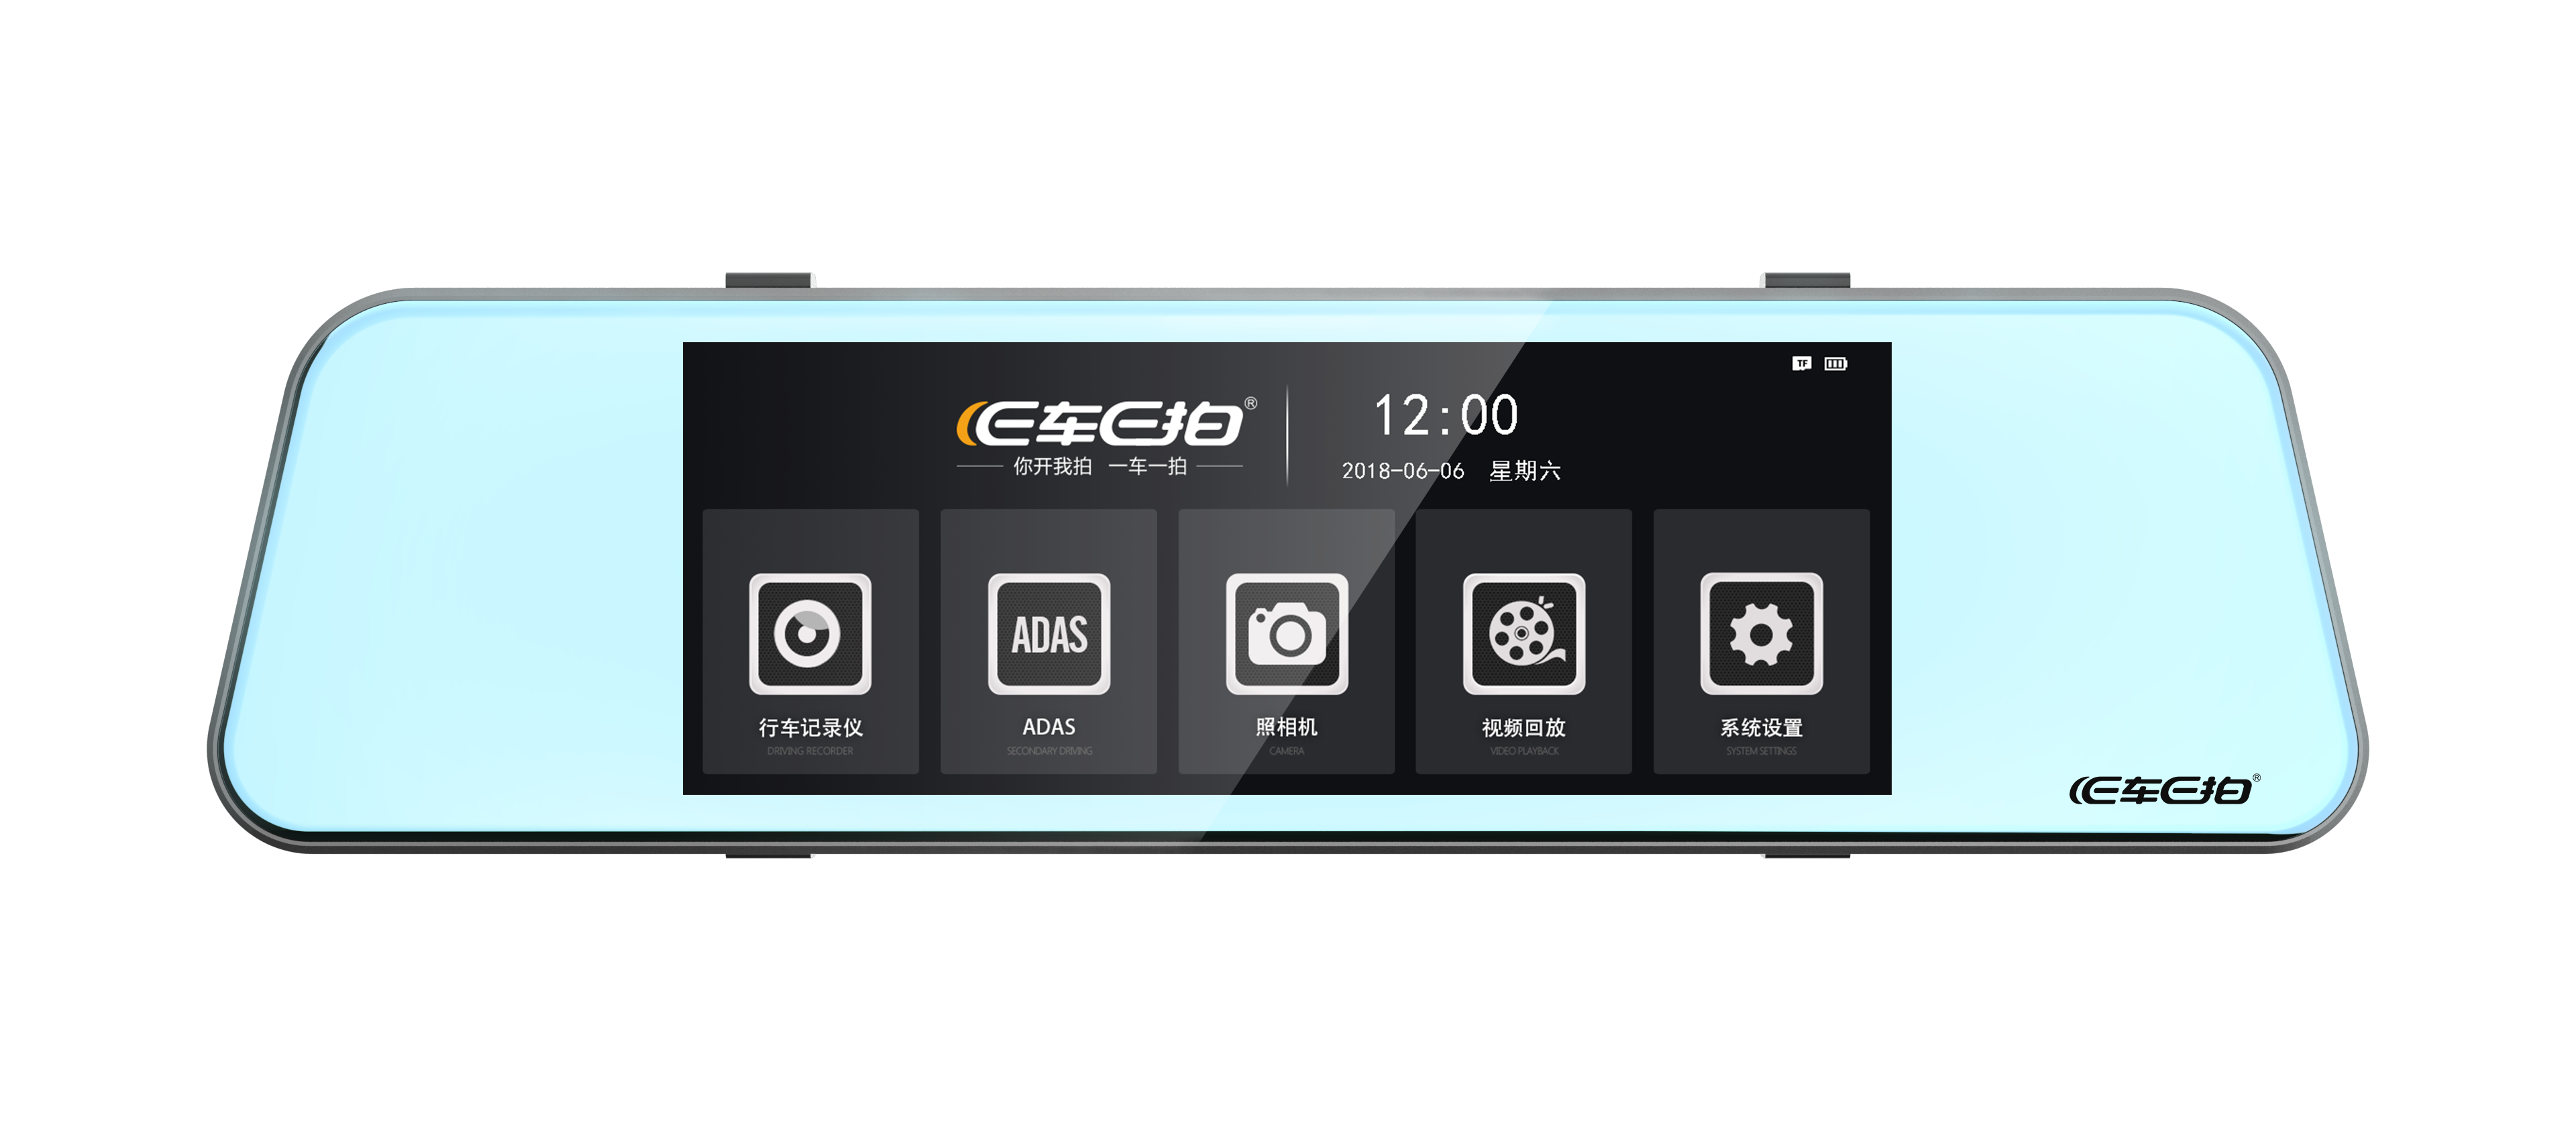 TF
E车E拍®
你开我拍 一车一拍
12:00
2018-06-06 星期六
ADAS
行车记录仪
DRIVING RECORDER
ADAS
SECONDARY DRIVING
照相机
CAMERA
视频回放
VIDEO PLAYBACK
系统设置
SYSTEM SETTINGS
E车E拍®